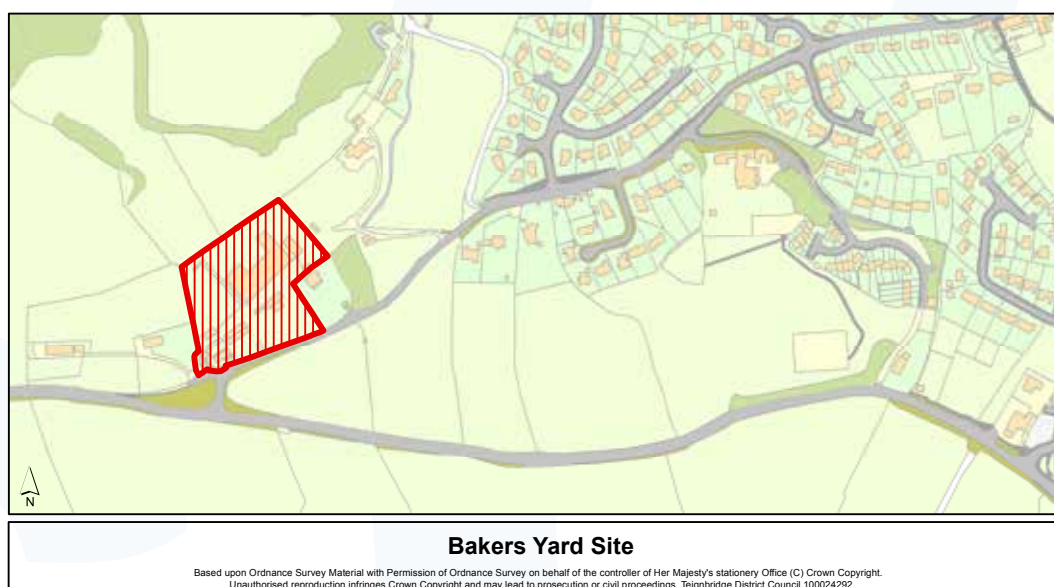 N
Bakers Yard Site
Based upon Ordnance Survey Material with Permission of Ordnance Survey on behalf of the controller of Her Majesty's stationery Office (C) Crown Copyright.
Unauthorised reproduction infringes Crown Copyright and may lead to prosecution or civil proceedings. Teignbridge District Council 100024292